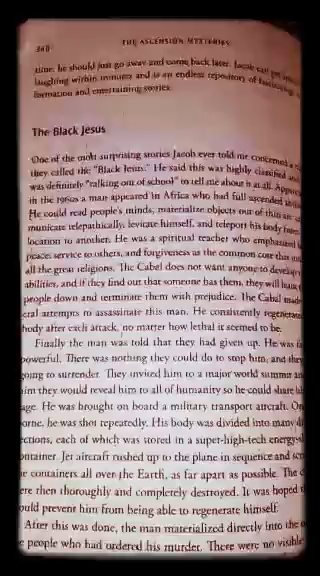 260 THE ASCENSION MYSTERIES
time, he should just go away and come back later. Jacob can get
laughing within minutes and is an endless repository of fascinating
formation and entertaining stories.
The Black Jesus
One of the most surprising stories Jacob ever told me concerned a
they called the "Black Jesus." He said this was highly classified and
was definitely "talking out of school" to tell me about it at all.
in the 1960s a man appeared in Africa who had full ascended
He could read people's minds, materialize objects out of thin air,
municate telepathically, levitate himself, and teleport his body from
location to another. He was a spiritual teacher who emphasized
peace, service to others, and forgiveness as the common core that
all the great religions. The Cabal does not want anyone to develop
abilities, and if they find out that someone has them, they will hunt
people down and terminate them with prejudice. The Cabal made
eral attempts to assassinate this man. He consistently regenerated
body after each attack, no matter how lethal it seemed to be.
Finally the man was told that they had given up. He was
powerful. There was nothing they could do to stop him, and they
going to surrender. They invited him to a major world summit
him they would reveal him to all of humanity so he could share his
age. He was brought on board a military transport aircraft. On
orne, he was shot repeatedly. His body was divided into many
ections, each of which was stored in a super-high-tech energy
ontainer. Jet aircraft rushed up to the plane in sequence and
containers all over the Earth, as far apart as possible. The
ere then thoroughly and completely destroyed. It was hoped
ould prevent him from being able to regenerate himself.
After this was done, the man materialized directly into the
e people who had ordered his murder. There were no visible